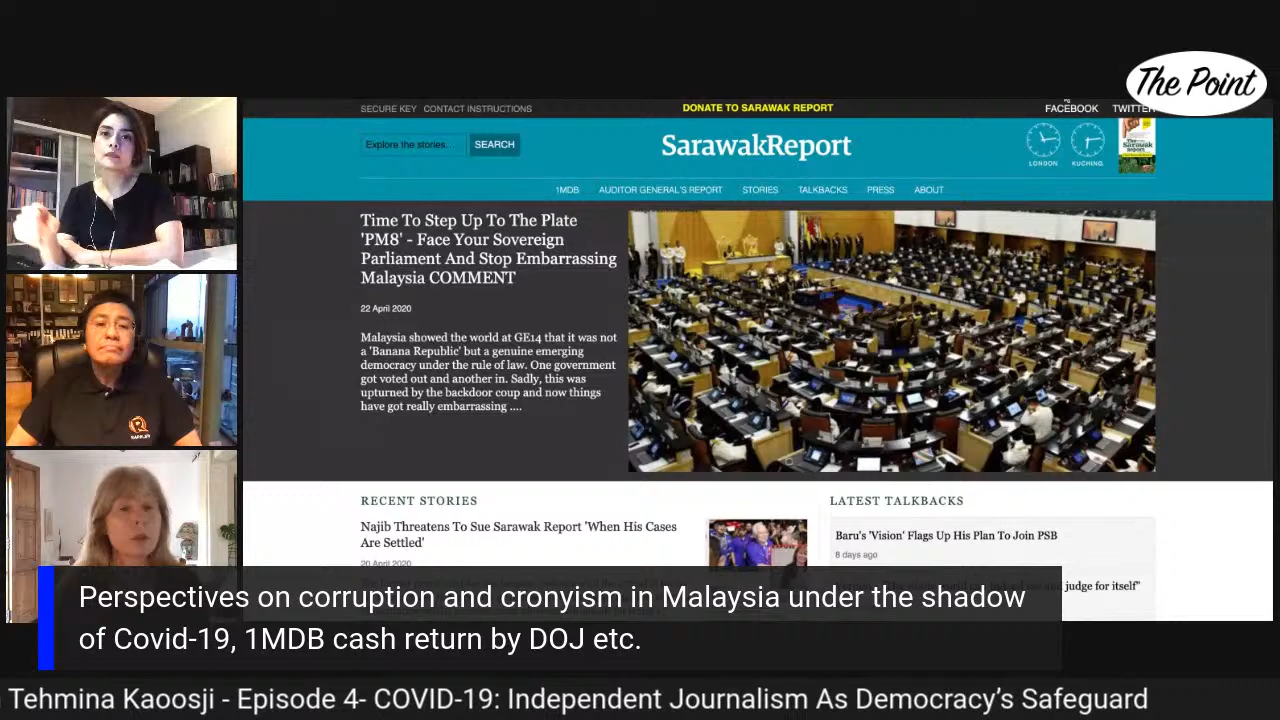 The Point
SECURE KEY CONTACT INSTRUCTIONS
DONATE TO SARAWAK REPORT
FACEBOOK TWITTER
Explore the stories.
SEARCH
SarawakReport
LONDON
KUCHING
1MDB AUDITOR GENERAL'S REPORT STORIES TALKBACKS PRESS ABOUT
Time To Step Up To The Plate
'PM8' - Face Your Sovereign
Parliament And Stop Embarrassing
Malaysia COMMENT
22 April 2020
Malaysia showed the world at GE14 that it was not
a 'Banana Republic' but a genuine emerging
democracy under the rule of law. One government
got voted out and another in. Sadly, this was
upturned by the backdoor coup and now things
have got really embarrassing ....
RAPPLER
RECENT STORIES
Najib Threatens To Sue Sarawak Report 'When His Cases
Are Settled'
20 April 2020
LATEST TALKBACKS
Baru's 'Vision' Flags Up His Plan To Join PSB
8 days ago
judge for itself"
Perspectives on corruption and cronyism in Malaysia under the shadow
of Covid-19, 1MDB cash return by DOJ etc.
Tehmina Kaoosji - Episode 4- COVID-19: Independent Journalism As Democracy's Safeguard